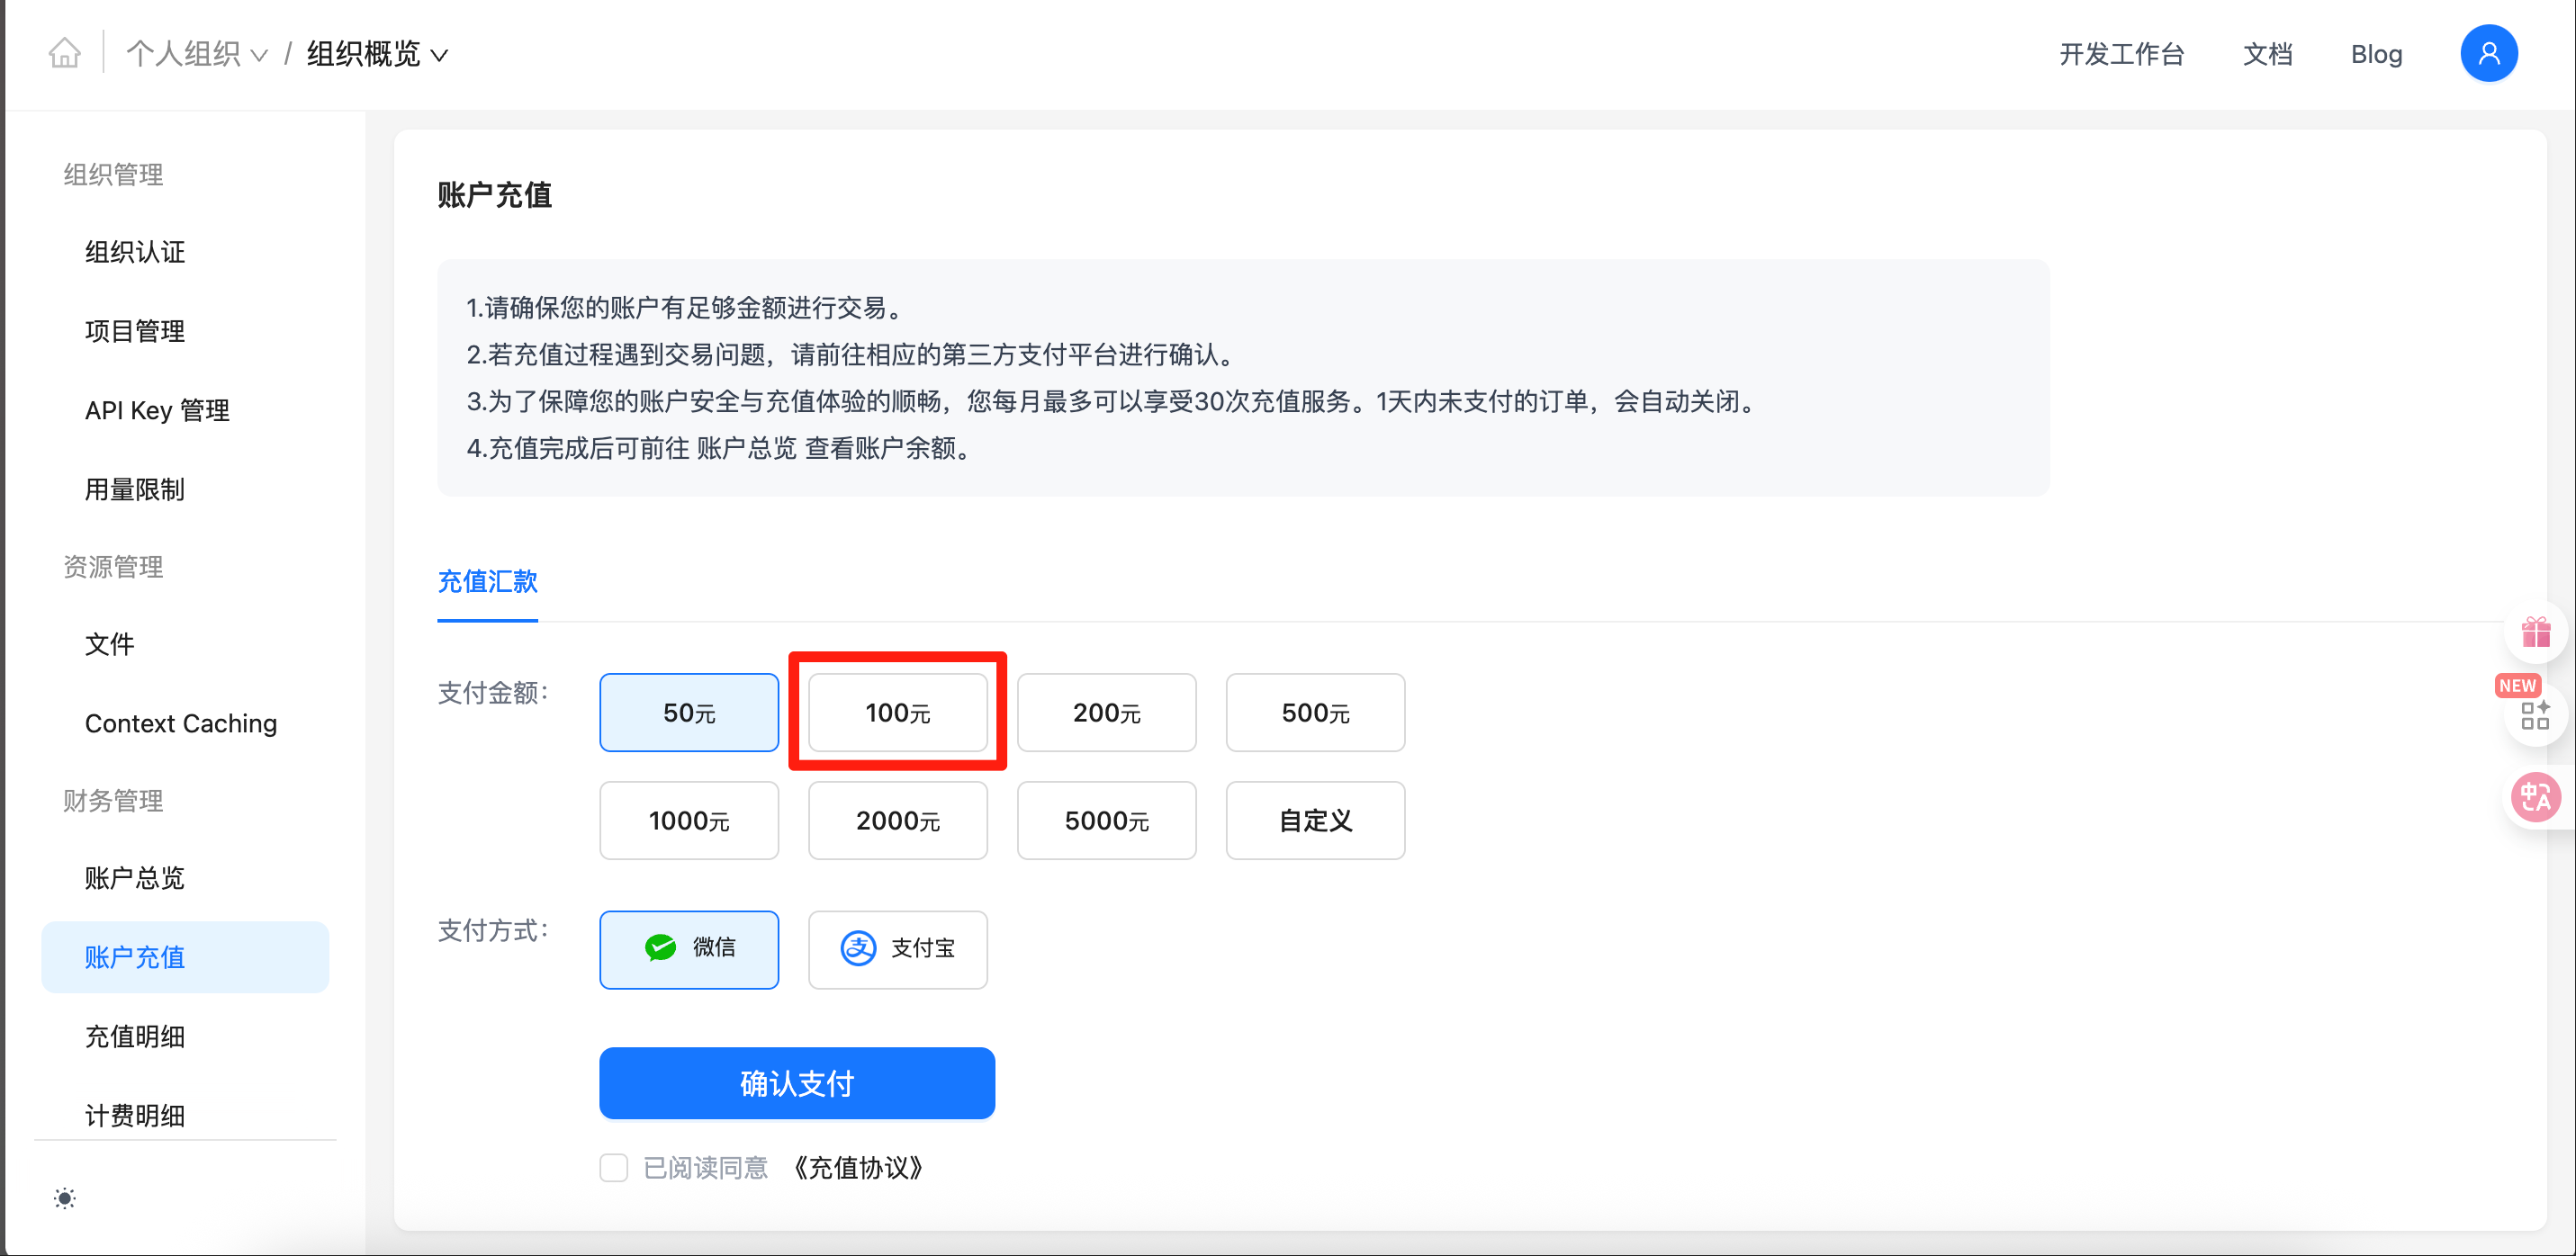 个人组织 / 组织概览
开发工作台 文档 Blog
组织管理
组织认证
项目管理
API Key 管理
用量限制
资源管理
文件
Context Caching
财务管理
账户总览
账户充值
充值明细
计费明细
账户充值
1.请确保您的账户有足够金额进行交易。
2.若充值过程遇到交易问题，请前往相应的第三方支付平台进行确认。
3.为了保障您的账户安全与充值体验的顺畅，您每月最多可以享受30次充值服务。1天内未支付的订单，会自动关闭。
4.充值完成后可前往 账户总览 查看账户余额。
充值汇款
支付金额：
50元 100元 200元 500元
1000元 2000元 5000元 自定义
支付方式：
微信 支 支付宝
确认支付
已阅读同意 《充值协议》
NEW
中 A